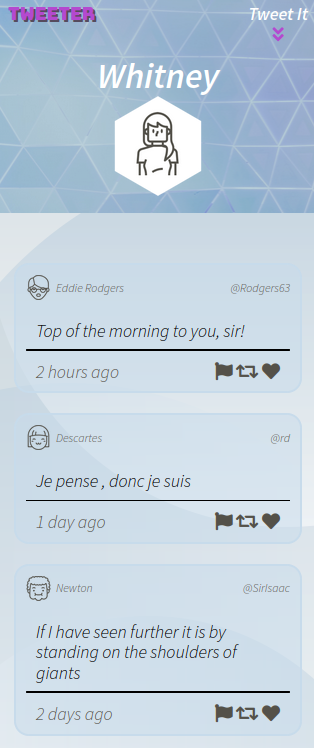 TWEETER
Tweet It
Whitney
Eddie Rodgers
@Rodgers63
Top of the morning to you, sir!
2 hours ago
Descartes
@rd
Je pense , donc je suis
1 day ago
Newton
@SirIsaac
If I have seen further it is by
standing on the shoulders of
giants
2 days ago